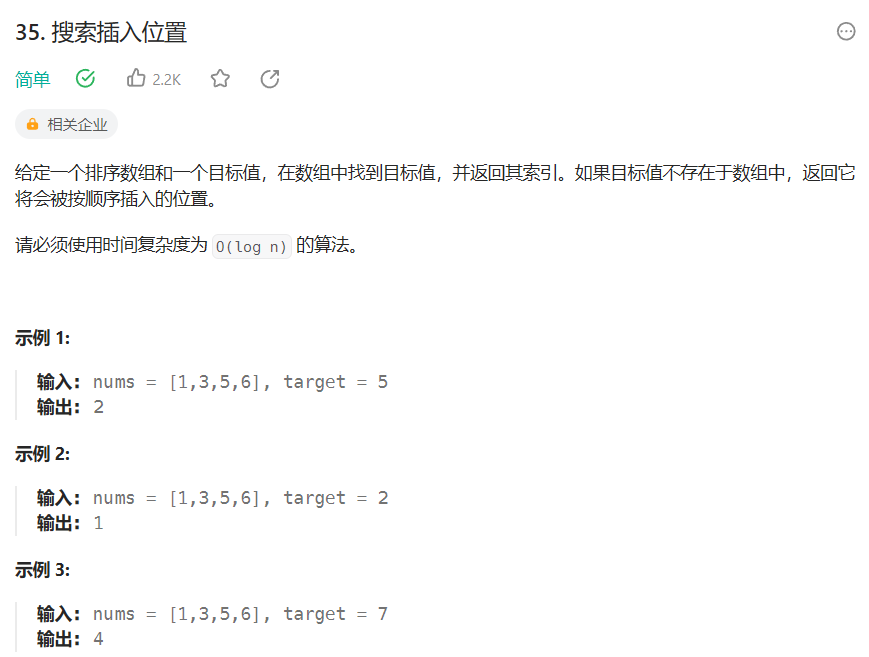 35. 搜索插入位置
简单 2.2K
相关企业
给定一个排序数组和一个目标值，在数组中找到目标值，并返回其索引。如果目标值不存在于数组中，返回它
将会被按顺序插入的位置。
请必须使用时间复杂度为 O(log n) 的算法。
示例 1:
输入: nums = [1,3,5,6], target = 5
输出: 2
示例 2:
输入: nums = [1,3,5,6], target = 2
输出: 1
示例 3:
输入: nums = [1,3,5,6], target = 7
输出: 4